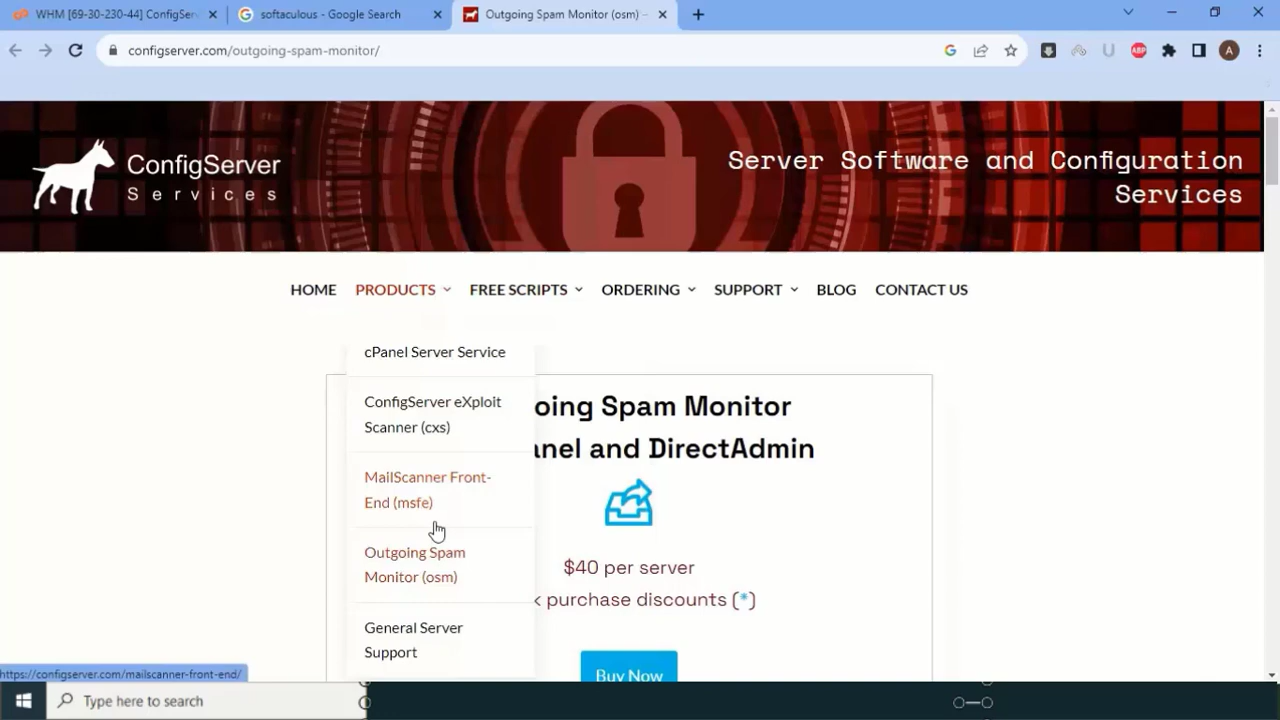 WHM [69-30-230-44] ConfigServ
softaculous - Google Search
Outgoing Spam Monitor (osm) –
configserver.com/outgoing-spam-monitor/
G
ABP
A
ConfigServer
Services
Server Software and Configuration
Services
HOME PRODUCTS FREE SCRIPTS ORDERING SUPPORT BLOG CONTACT US
cPanel Server Service
ConfigServer eXploit
Scanner (cxs)
MailScanner Front-
End (msfe)
Outgoing Spam
Monitor (osm)
General Server
Support
oing Spam Monitor
anel and DirectAdmin
$40 per server
k purchase discounts (*)
Buy Now
https://configserver.com/mailscanner-front-end/
Type here to search